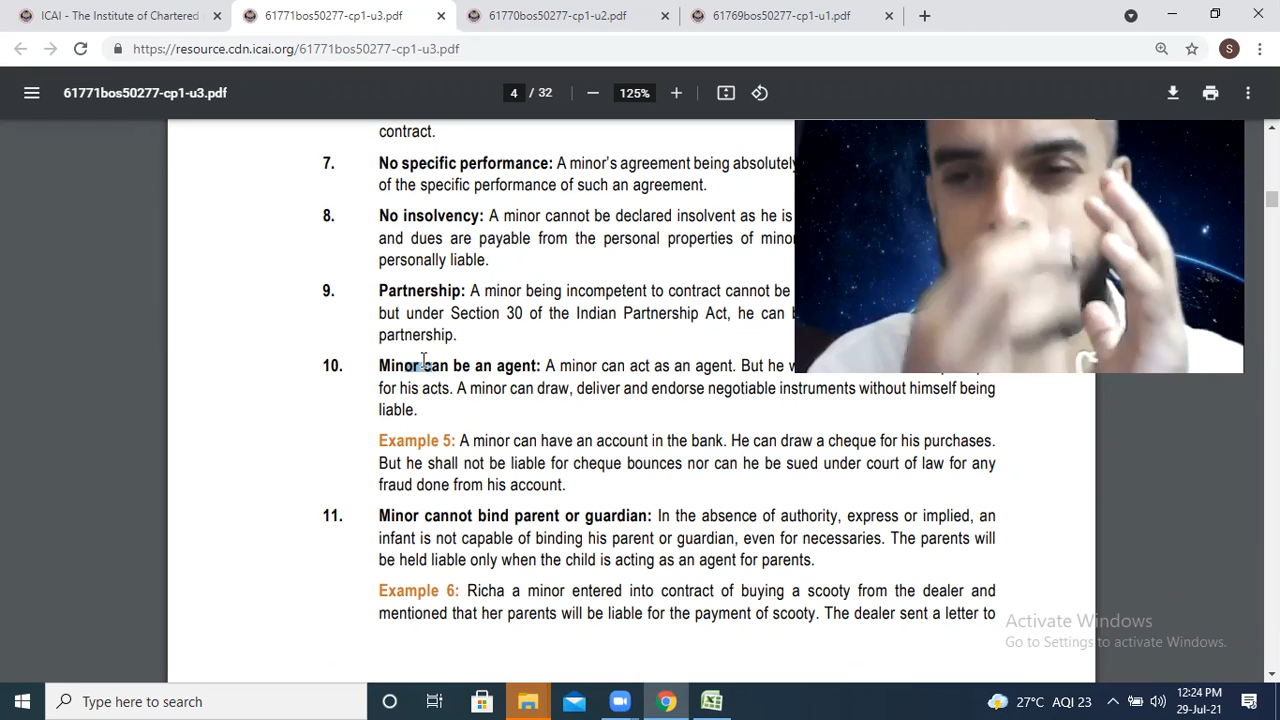 ICAI - The Institute of Chartered
61771bos50277-cp1-u3.pdf
61770bos50277-cp1-u2.pdf
61769bos50277-cp1-u1.pdf
https://resource.cdn.icai.org/61771bos50277-cp1-u3.pdf
S
61771bos50277-cp1-u3.pdf
4 / 32
125%
contract.
7. No specific performance: A minor's agreement being absolutely
of the specific performance of such an agreement.
8. No insolvency: A minor cannot be declared insolvent as he is
and dues are payable from the personal properties of minor
personally liable.
9. Partnership: A minor being incompetent to contract cannot be
but under Section 30 of the Indian Partnership Act, he can
partnership.
10. Minor can be an agent: A minor can act as an agent. But he
for his acts. A minor can draw, deliver and endorse negotiable instruments without himself being
liable.
Example 5: A minor can have an account in the bank. He can draw a cheque for his purchases.
But he shall not be liable for cheque bounces nor can he be sued under court of law for any
fraud done from his account.
11. Minor cannot bind parent or guardian: In the absence of authority, express or implied, an
infant is not capable of binding his parent or guardian, even for necessaries. The parents will
be held liable only when the child is acting as an agent for parents.
Example 6: Richa a minor entered into contract of buying a scooty from the dealer and
mentioned that her parents will be liable for the payment of scooty. The dealer sent a letter to
Activate Windows
Go to Settings to activate Windows.
Type here to search
27°C AQI 23
12:24 PM
29-Jul-21